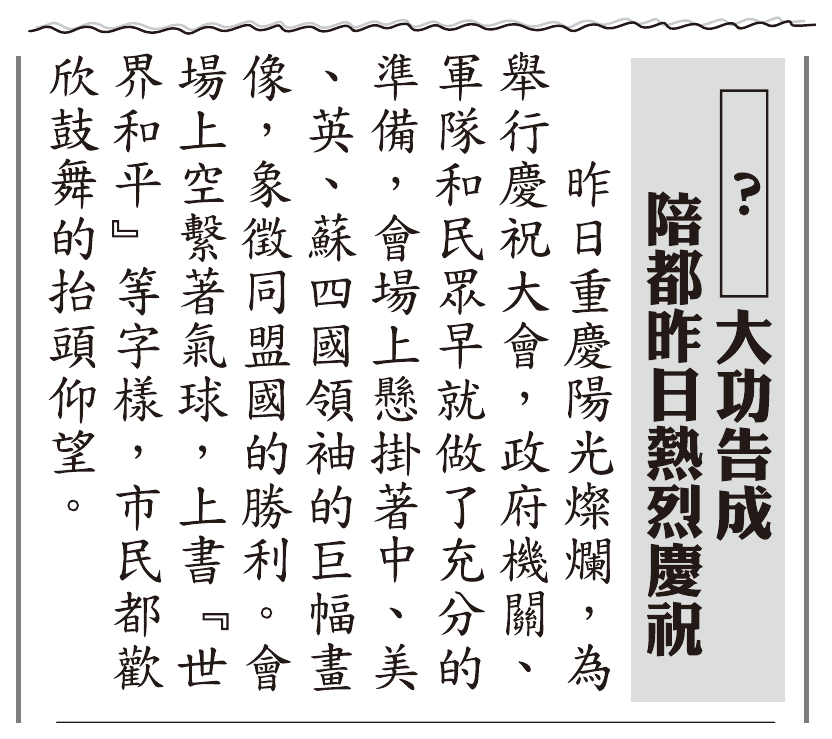 ？大功告成
陪都昨日熱烈慶祝
昨日重慶陽光燦爛，為
舉行慶祝大會，政府機關、
軍隊和民眾早就做了充分的
準備，會場上懸掛著中、美
、英、蘇四國領袖的巨幅畫
像，象徵同盟國的勝利。會
場上空繫著氣球，上書『世
界和平』等字樣，市民都歡
欣鼓舞的抬頭仰望。